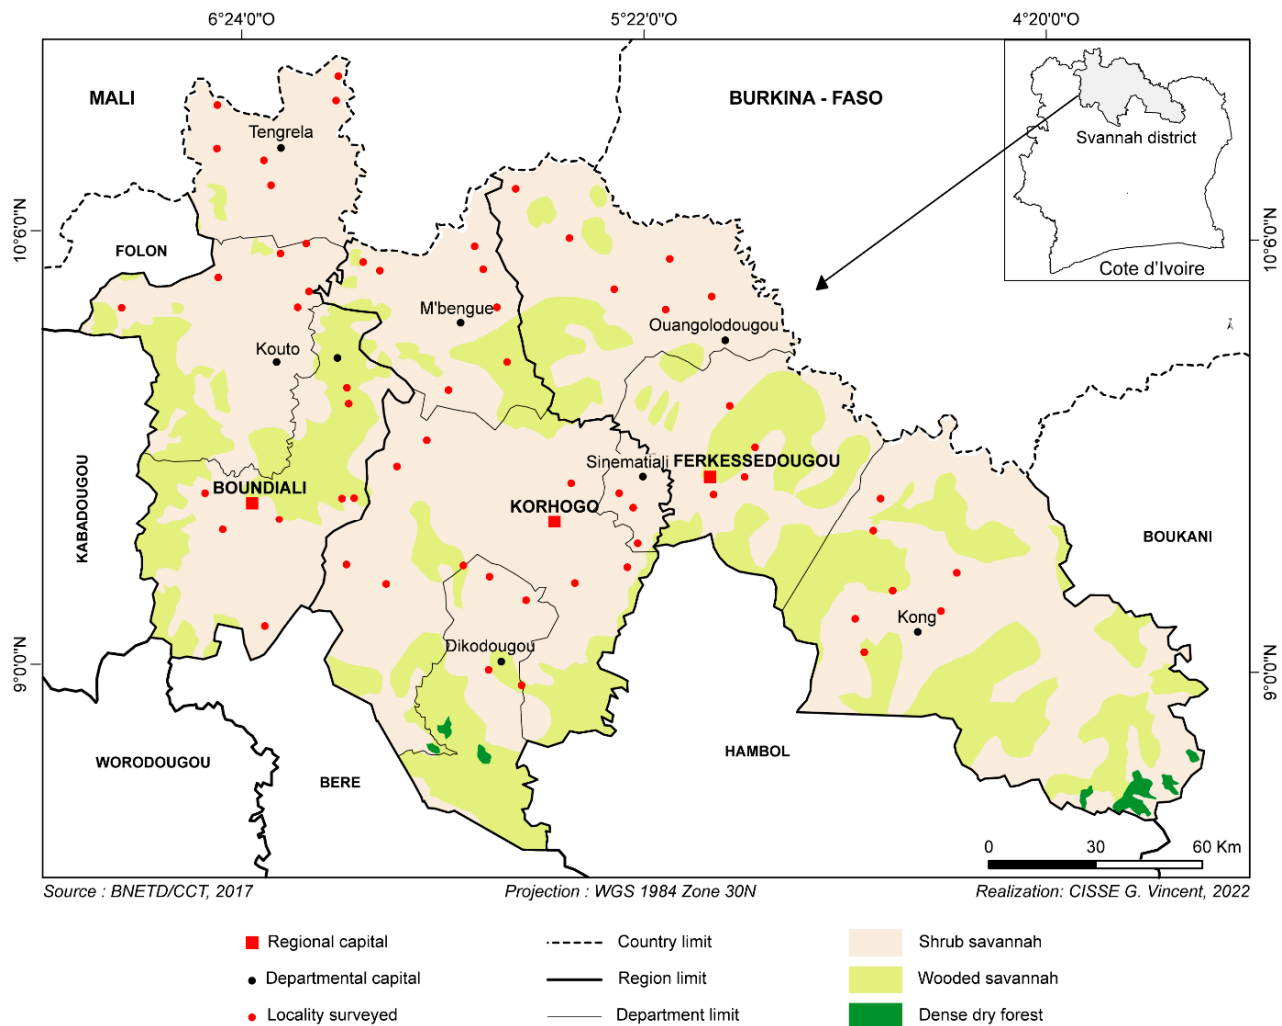 6°24'0"O
5°22'0"O
4°20'0"O
MALI
BURKINA - FASO
Svannah district
Cote d'Ivoire
Tengrela
10°6'0"N
10°6'0"N
FOLON
M'bengue
Ouangolodougou
Kouto
KABADOUGOU
BOUNDIALI
Sinematiali
FERKESSEDOUGOU
KORHOGO
BOUKANI
Kong
Dikodougou
9°0'0"N
9°0'0"N
WORODOUGOU
BERE
HAMBOL
0 30 60 Km
Source : BNETD/CCT, 2017
Projection : WGS 1984 Zone 30N
Realization: CISSE G. Vincent, 2022
Regional capital
Country limit
Shrub savannah
Departmental capital
Region limit
Wooded savannah
Locality surveyed
Department limit
Dense dry forest